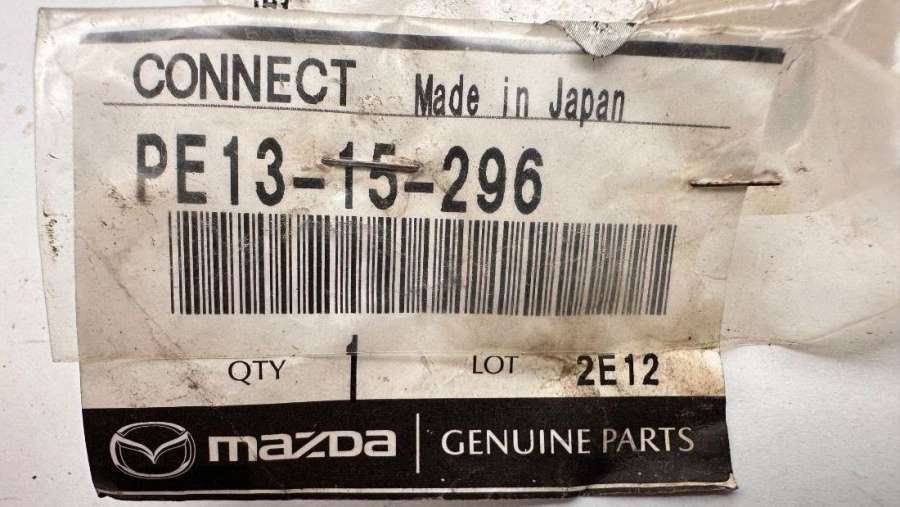 CONNECT Made in Japan
PE13-15-296
QTY 1 LOT 2E12
mazda GENUINE PARTS